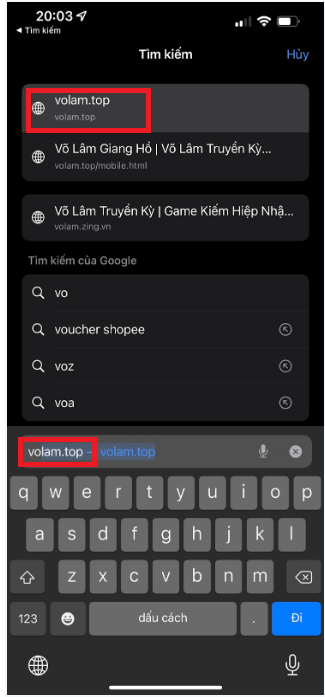 20:03
◀ Tìm kiếm
Tìm kiếm
Hủy
volam.top
volam.top
Võ Lâm Giang Hồ | Võ Lâm Truyền Kỳ...
volam.top/mobile.html
Võ Lâm Truyền Kỳ | Game Kiếm Hiệp Nhậ...
volam.zing.vn
Tìm kiếm của Google
vo
voucher shopee
voz
voa
volam.top – volam.top
q w e r t y u i o p
a s d f g h j k l
z x c v b n m
123 dấu cách . Đi